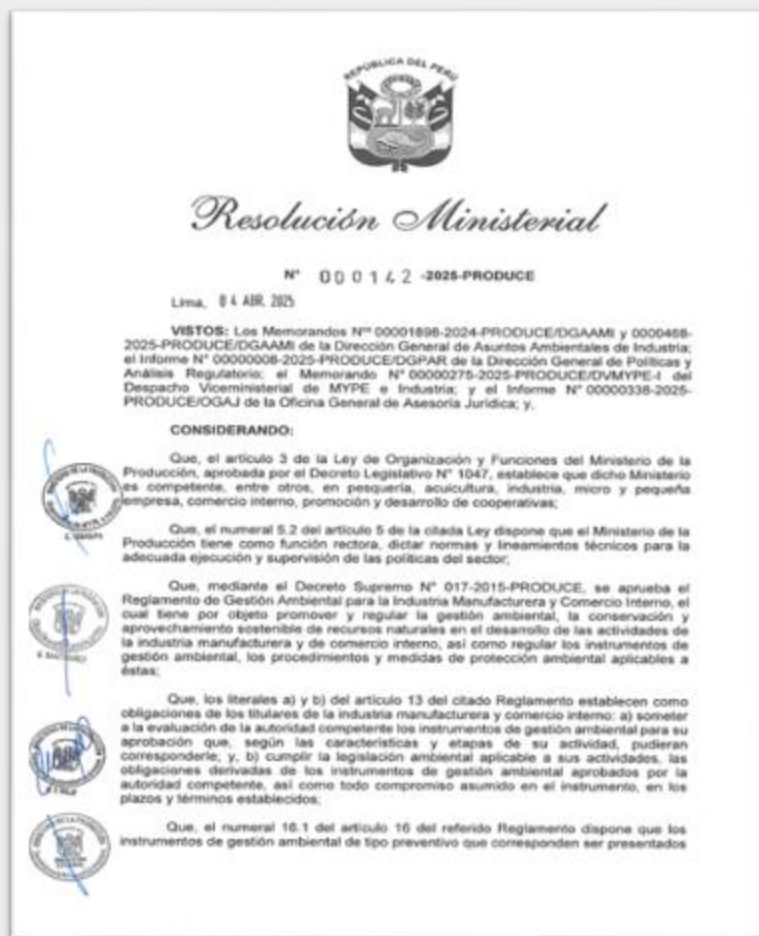 REPÚBLICA DEL PERÚ
Resolución Ministerial
N° 000142 -2025-PRODUCE
Lima, 04 ABR. 2025
VISTOS: Los Memorandos N°s 00001898-2024-PRODUCE/DGAAMI y 0000468-
2025-PRODUCE/DGAAMI de la Dirección General de Asuntos Ambientales de Industria;
el Informe N° 00000008-2025-PRODUCE/DGPAR de la Dirección General de Políticas y
Análisis Regulatorio; el Memorando N° 00000275-2025-PRODUCE/DVMYPE-I del
Despacho Viceministerial de MYPE e Industria; y el Informe N° 00000338-2025-
PRODUCE/OGAJ de la Oficina General de Asesoría Jurídica; y,
CONSIDERANDO:
Que, el artículo 3 de la Ley de Organización y Funciones del Ministerio de la
Producción, aprobada por el Decreto Legislativo N° 1047, establece que dicho Ministerio
es competente, entre otros, en pesquería, acuicultura, industria, micro y pequeña
empresa, comercio interno, promoción y desarrollo de cooperativas;
Que, el numeral 5.2 del artículo 5 de la citada Ley dispone que el Ministerio de la
Producción tiene como función rectora, dictar normas y lineamientos técnicos para la
adecuada ejecución y supervisión de las políticas del sector;
Que, mediante el Decreto Supremo N° 017-2015-PRODUCE, se aprueba el
Reglamento de Gestión Ambiental para la Industria Manufacturera y Comercio Interno, el
cual tiene por objeto promover y regular la gestión ambiental, la conservación y
aprovechamiento sostenible de recursos naturales en el desarrollo de las actividades de
la industria manufacturera y de comercio interno, así como regular los instrumentos de
gestión ambiental, los procedimientos y medidas de protección ambiental aplicables a
éstas;
Que, los literales a) y b) del artículo 13 del citado Reglamento establecen como
obligaciones de los titulares de la industria manufacturera y comercio interno: a) someter
a la evaluación de la autoridad competente los instrumentos de gestión ambiental para su
aprobación que, según las características y etapas de su actividad, pudieran
corresponderle; y, b) cumplir la legislación ambiental aplicable a sus actividades, las
obligaciones derivadas de los instrumentos de gestión ambiental aprobados por la
autoridad competente, así como todo compromiso asumido en el instrumento, en los
plazos y términos establecidos;
Que, el numeral 16.1 del artículo 16 del referido Reglamento dispone que los
instrumentos de gestión ambiental de tipo preventivo que corresponden ser presentados